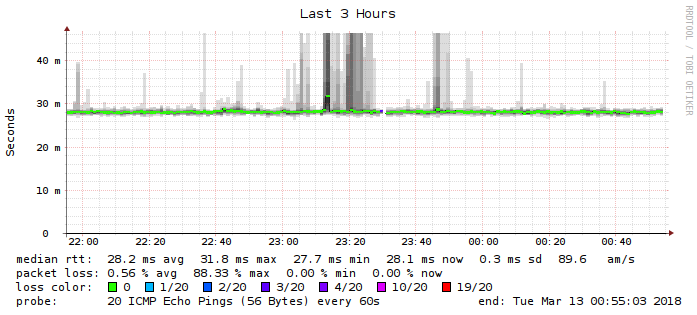 Last 3 Hours
RRDTOOL / TOBI OETIKER
Seconds
40 m
30 m
20 m
10 m
0
22:00 22:20 22:40 23:00 23:20 23:40 00:00 00:20 00:40
median rtt: 28.2 ms avg 31.8 ms max 27.7 ms min 28.1 ms now 0.3 ms sd 89.6 am/s
packet loss: 0.56 % avg 88.33 % max 0.00 % min 0.00 % now
loss color: 0 1/20 2/20 3/20 4/20 10/20 19/20
probe: 20 ICMP Echo Pings (56 Bytes) every 60s end: Tue Mar 13 00:55:03 2018